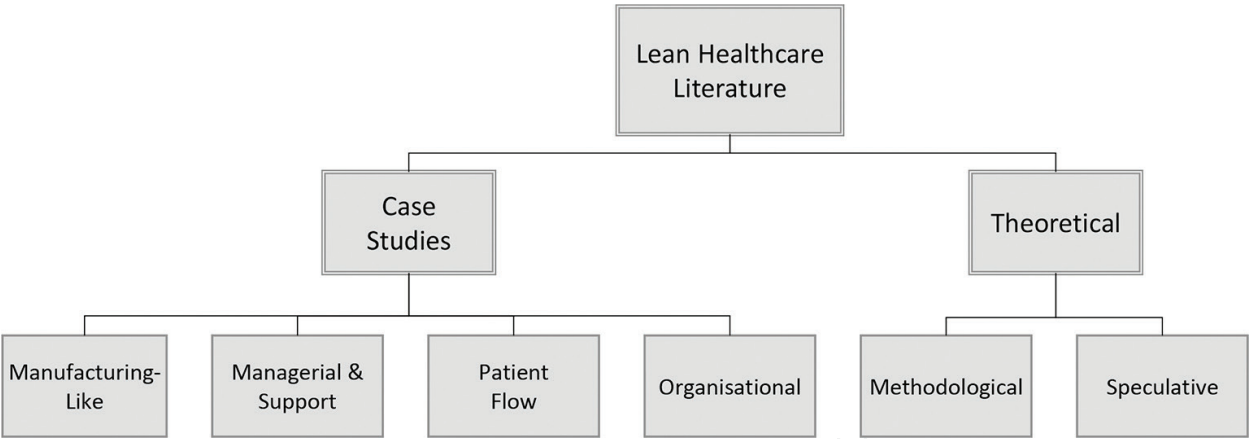 Lean Healthcare
Literature
Case
Studies
Theoretical
Manufacturing-
Like
Managerial &
Support
Patient
Flow
Organisational
Methodological
Speculative